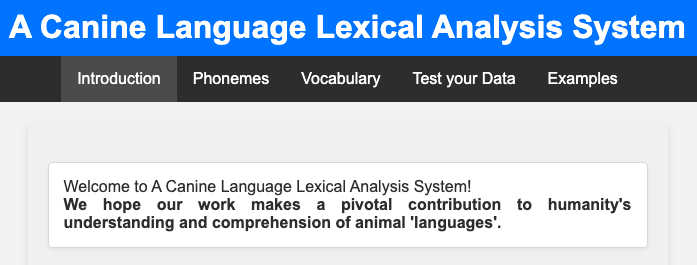 A Canine Language Lexical Analysis System
Introduction Phonemes Vocabulary Test your Data Examples
Welcome to A Canine Language Lexical Analysis System!
We hope our work makes a pivotal contribution to humanity's
understanding and comprehension of animal 'languages'.